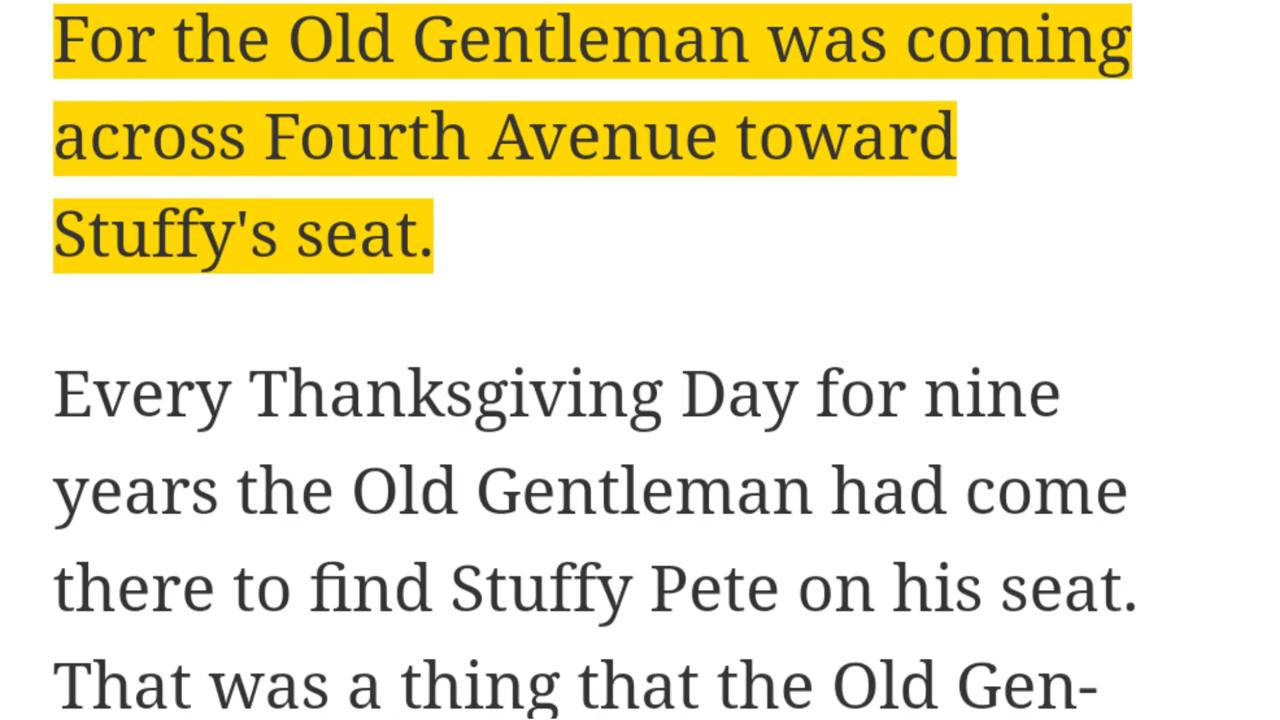 For the Old Gentleman was coming
across Fourth Avenue toward
Stuffy's seat.
Every Thanksgiving Day for nine
years the Old Gentleman had come
there to find Stuffy Pete on his seat.
That was a thing that the Old Gen-